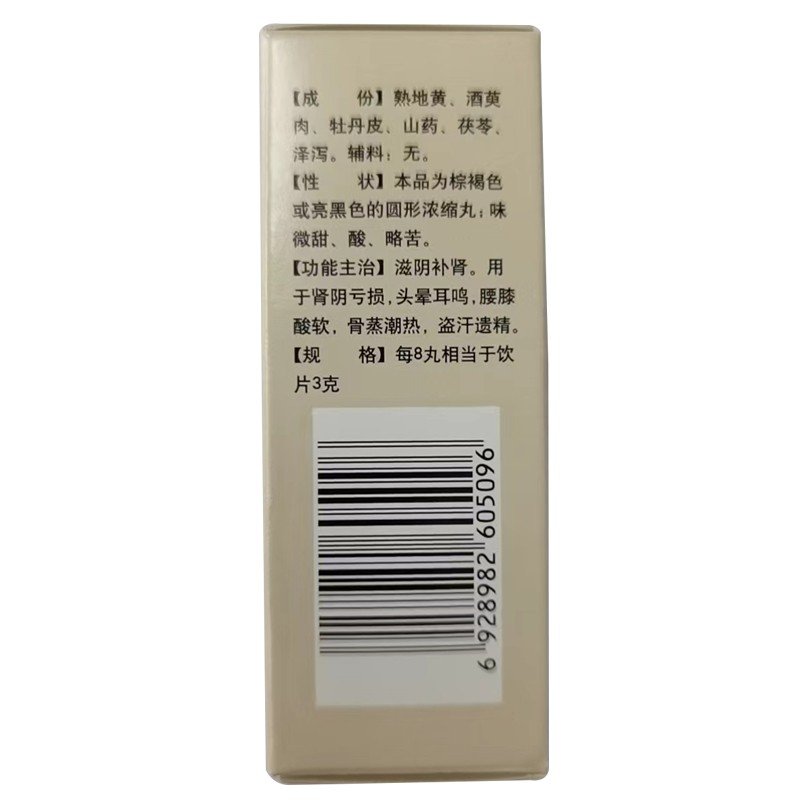 【成　　份】熟地黄、酒萸
肉、牡丹皮、山药、茯苓、
泽泻。辅料：无。
【性　　状】本品为棕褐色
或亮黑色的圆形浓缩丸；味
微甜、酸、略苦。
【功能主治】滋阴补肾。用
于肾阴亏损，头晕耳鸣，腰膝
酸软，骨蒸潮热，盗汗遗精。
【规　　格】每8丸相当于饮
片3克
6 928982 605096